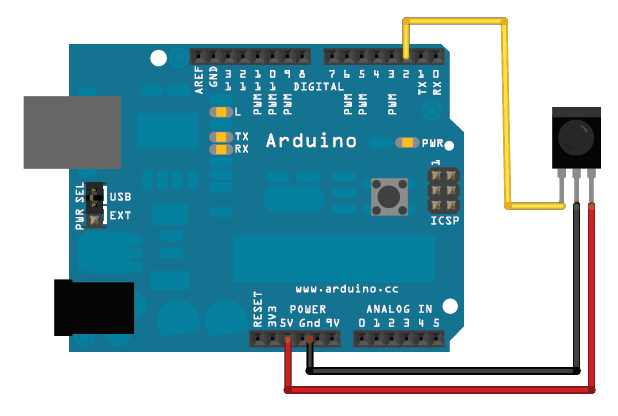 AREF
GND
13
12
PWM 11
PWM 10
PWM 9
8
7
PWM 6
PWM 5
4
PWM 3
2
TX 1
RX 0
DIGITAL
L
TX
RX
Arduino
PWR
1
ICSP
PWR SEL
USB
EXT
www.arduino.cc
POWER
RESET
3V3
5V Gnd 9V
ANALOG IN
0 1 2 3 4 5